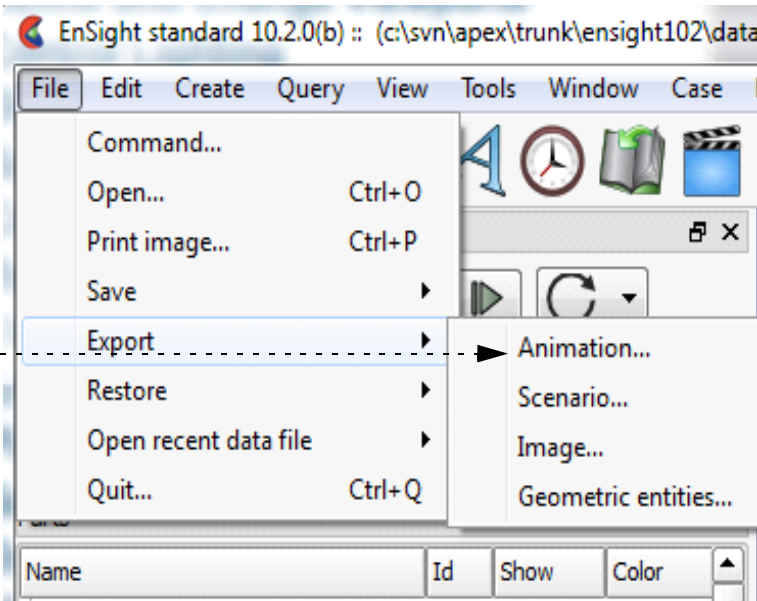 EnSight standard 10.2.0(b) :: (c:\svn\apex\trunk\ensight102\data
File Edit Create Query View Tools Window Case
Command...
Open... Ctrl+O
Print image... Ctrl+P
Save
Export
Animation...
Restore
Scenario...
Open recent data file
Image...
Quit... Ctrl+Q
Geometric entities...
Name Id Show Color